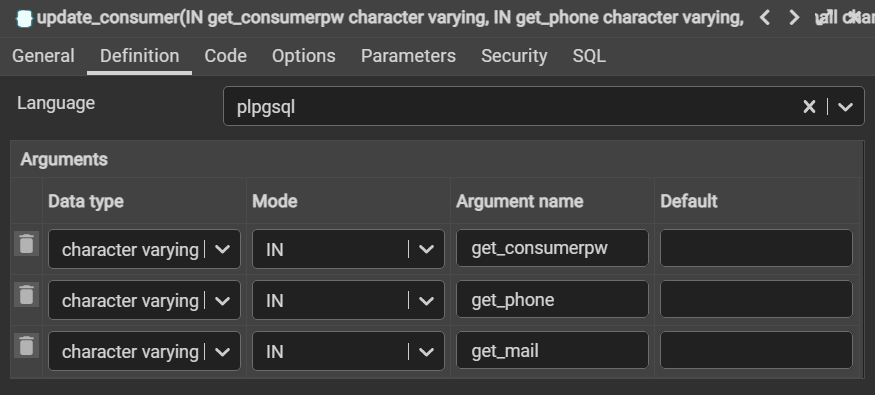 update_consumer(IN get_consumerpw character varying, IN get_phone character varying,
General Definition Code Options Parameters Security SQL
Language
plpgsql
Arguments
Data type Mode Argument name Default
character varying IN get_consumerpw
character varying IN get_phone
character varying IN get_mail